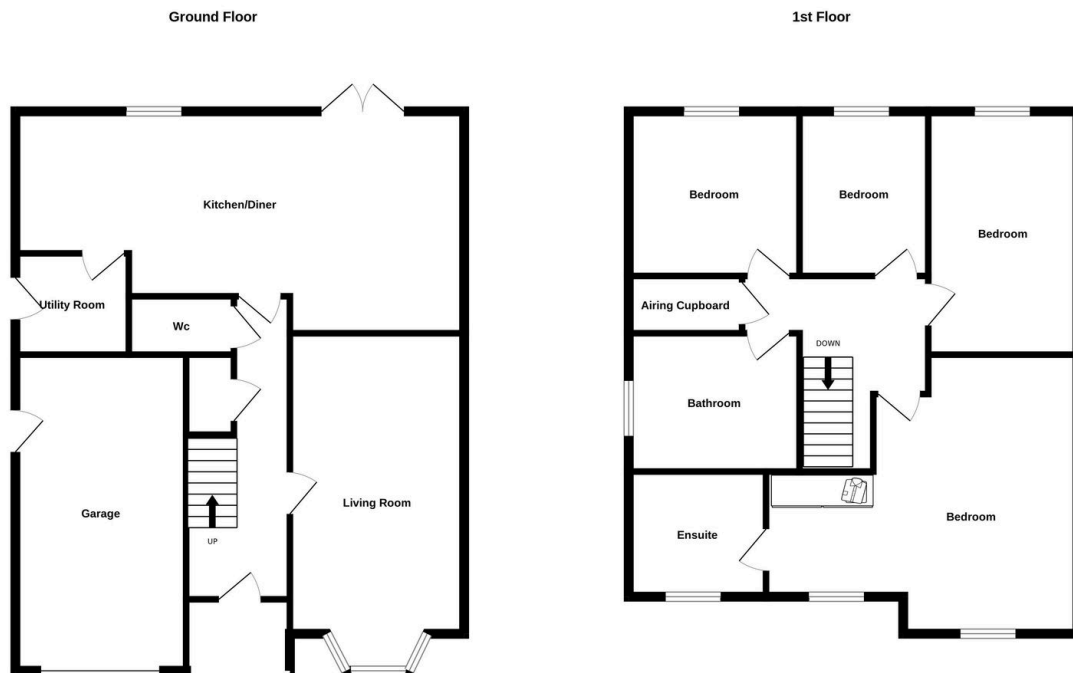 Ground Floor
Kitchen/Diner
Utility Room
Wc
Garage
Living Room
UP
1st Floor
Bedroom
Bedroom
Bedroom
Airing Cupboard
DOWN
Bathroom
Ensuite
Bedroom